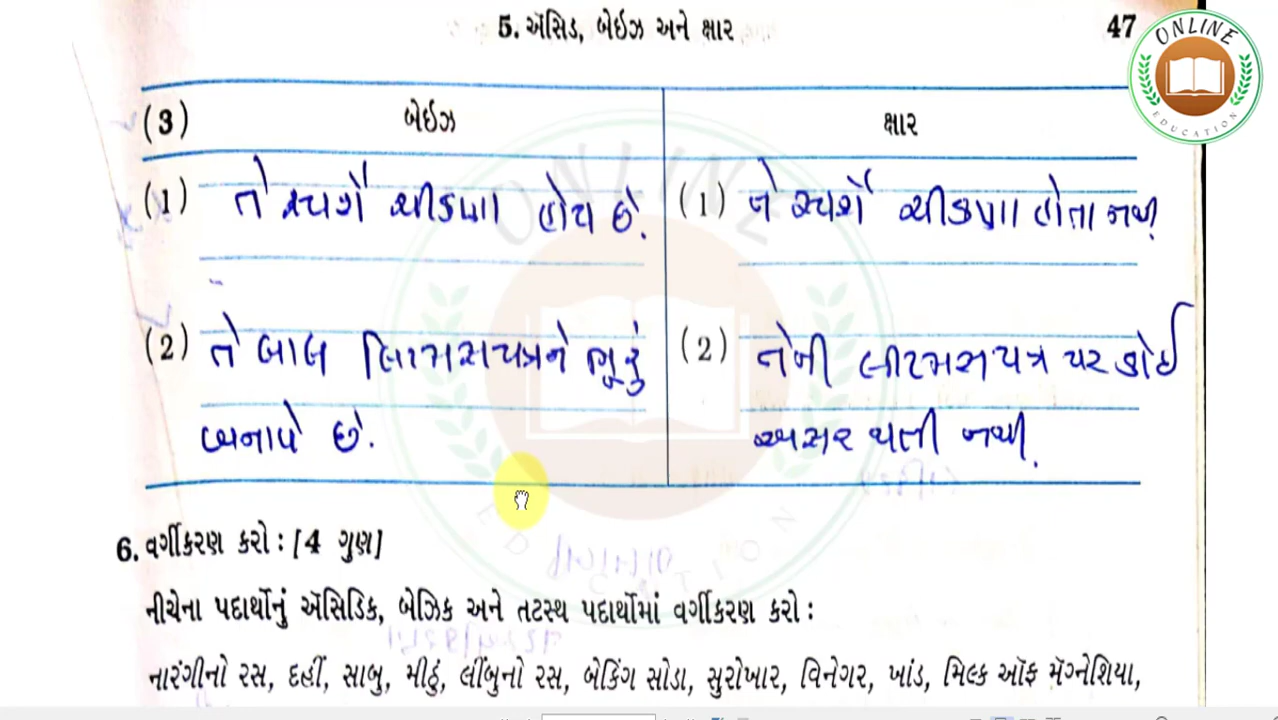 5. ઍસિડ, બેઇઝ અને ક્ષાર 47
ONLINE
EDUCATION
(3) બેઇઝ ક્ષાર
(1) તે સ્પર્શે ચીકણા હોય છે. (1) તે સ્પર્શે ચીકણા હોતા નથી.
(2) તે લાલ લિટમસપત્રને ભૂરું (2) તેની લીટમસપત્ર પર કોઈ
બનાવે છે. અસર થતી નથી.
6. વર્ગીકરણ કરો : [4 ગુણ]
નીચેના પદાર્થોનું ઍસિડિક, બેઝિક અને તટસ્થ પદાર્થોમાં વર્ગીકરણ કરો :
નારંગીનો રસ, દહીં, સાબુ, મીઠું, લીંબુનો રસ, બેકિંગ સોડા, સુરોખાર, વિનેગર, ખાંડ, મિલ્ક ઑફ મૅગ્નેશિયા,